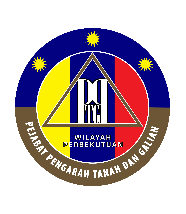 WILAYAH
PERSEKUTUAN
PEJABAT PENGARAH TANAH DAN GALIAN